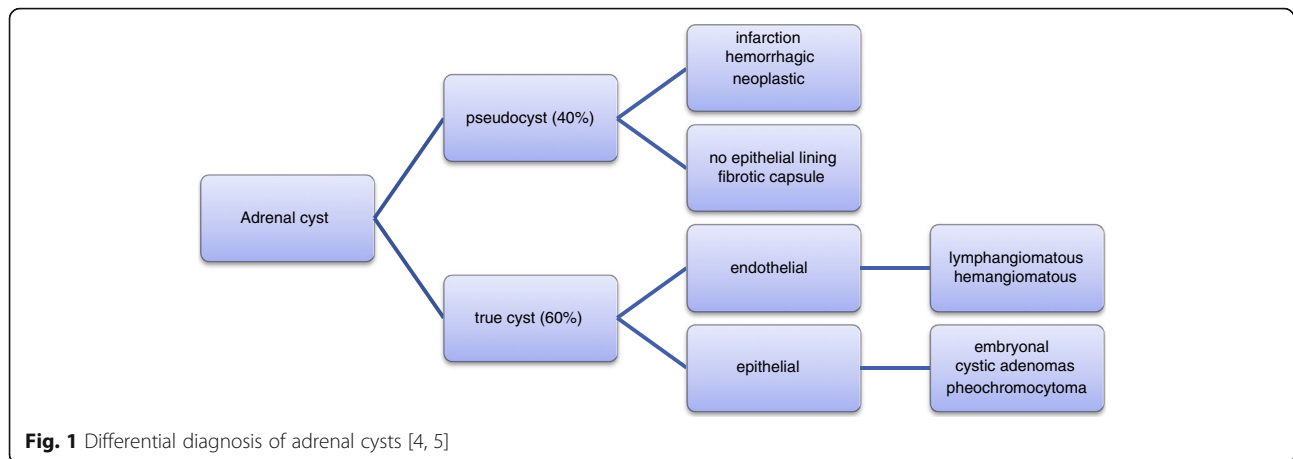 infarction
hemorrhagic
neoplastic
pseudocyst (40%)
no epithelial lining
fibrotic capsule
Adrenal cyst
endothelial
lymphangiomatous
hemangiomatous
true cyst (60%)
epithelial
embryonal
cystic adenomas
pheochromocytoma
Fig. 1 Differential diagnosis of adrenal cysts [4, 5]